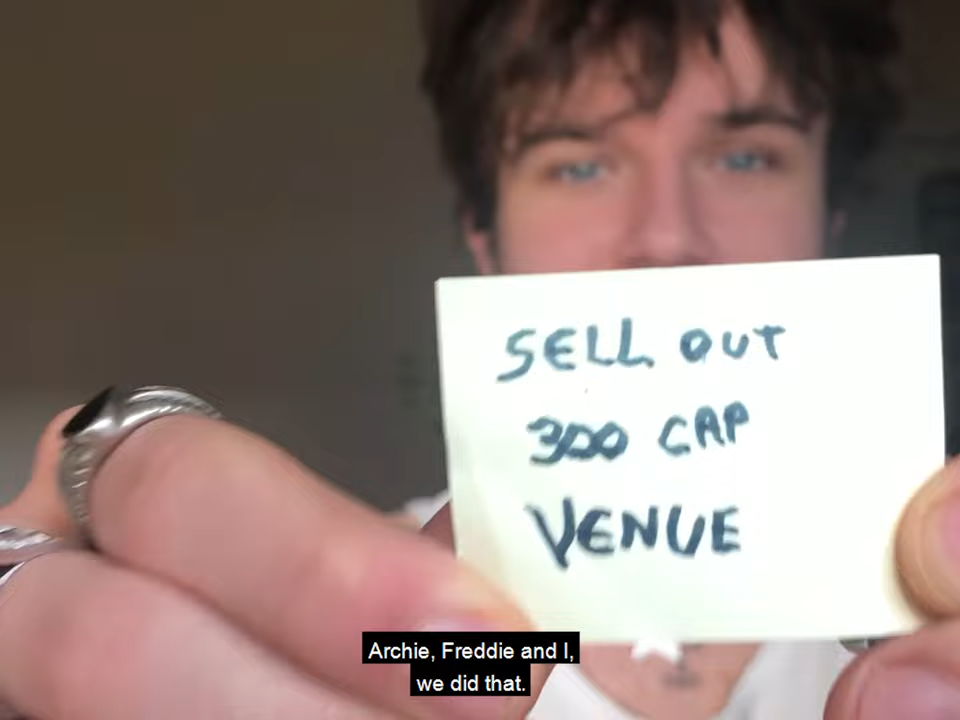 SELL OUT
300 CAP
VENUE
Archie, Freddie and I,
we did that.